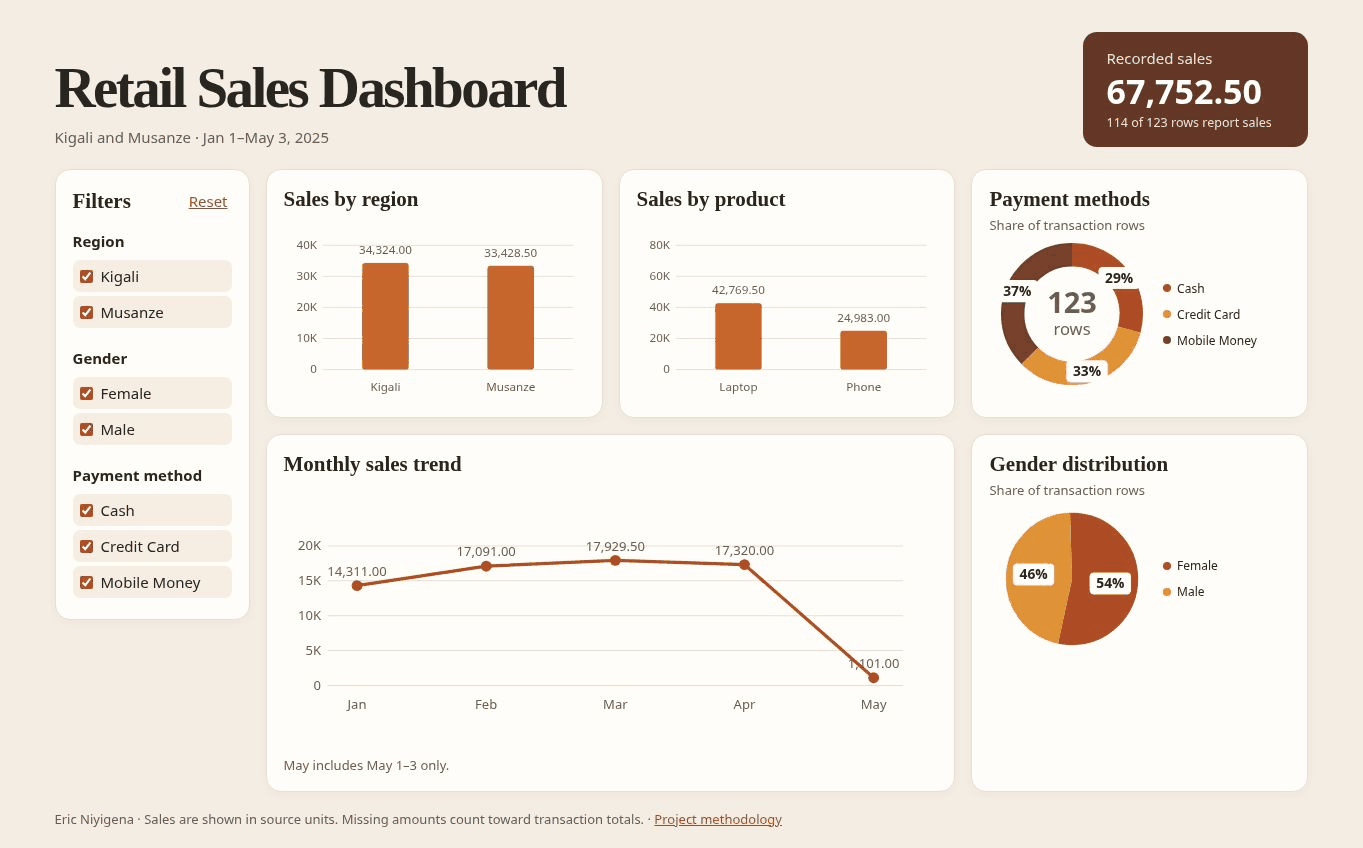 Retail Sales Dashboard
Kigali and Musanze · Jan 1–May 3, 2025
Recorded sales
67,752.50
114 of 123 rows report sales
Filters
Reset
Region
Kigali
Musanze
Gender
Female
Male
Payment method
Cash
Credit Card
Mobile Money
Sales by region
40K
30K
20K
10K
0
34,324.00
33,428.50
Kigali
Musanze
Sales by product
80K
60K
40K
20K
0
42,769.50
24,983.00
Laptop
Phone
Payment methods
Share of transaction rows
29%
37%
33%
123
rows
Cash
Credit Card
Mobile Money
Monthly sales trend
20K
15K
10K
5K
0
14,311.00
17,091.00
17,929.50
17,320.00
1,101.00
Jan
Feb
Mar
Apr
May
May includes May 1–3 only.
Gender distribution
Share of transaction rows
46%
54%
Female
Male
Eric Niyigena · Sales are shown in source units. Missing amounts count toward transaction totals. · Project methodology